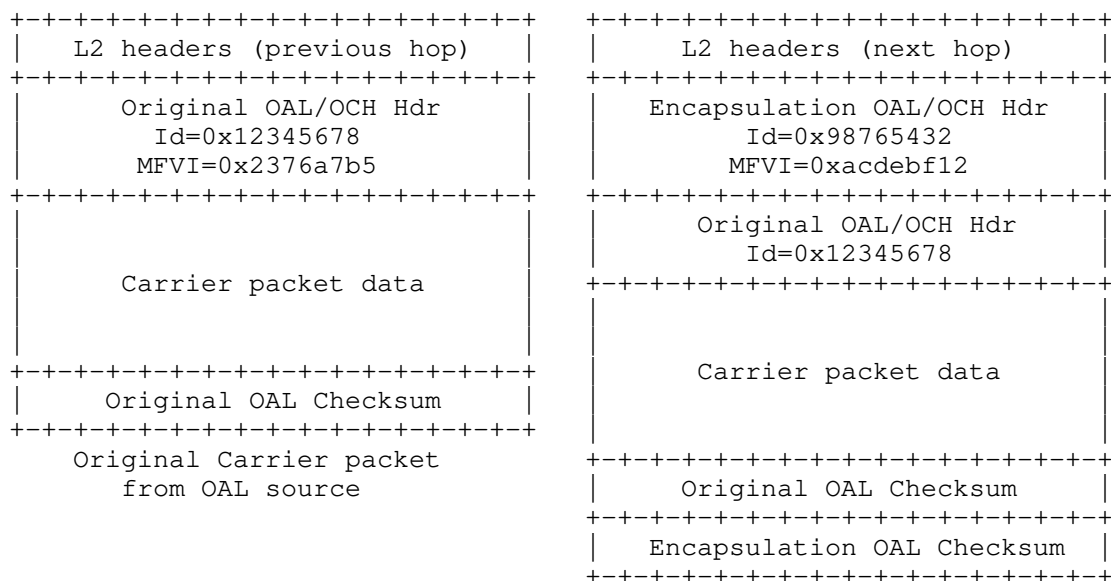 L2 headers (previous hop)
Original OAL/OCH Hdr
Id=0x12345678
MFVI=0x2376a7b5
Carrier packet data
Original OAL Checksum
Original Carrier packet
from OAL source
L2 headers (next hop)
Encapsulation OAL/OCH Hdr
Id=0x98765432
MFVI=0xacdebf12
Original OAL/OCH Hdr
Id=0x12345678
Carrier packet data
Original OAL Checksum
Encapsulation OAL Checksum